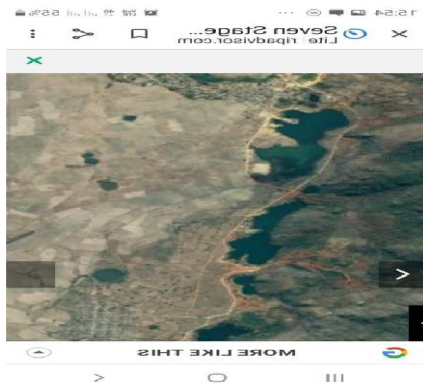 15:54
55%
Seven Stage...
Lite ripadvisor.com
MORE LIKE THIS